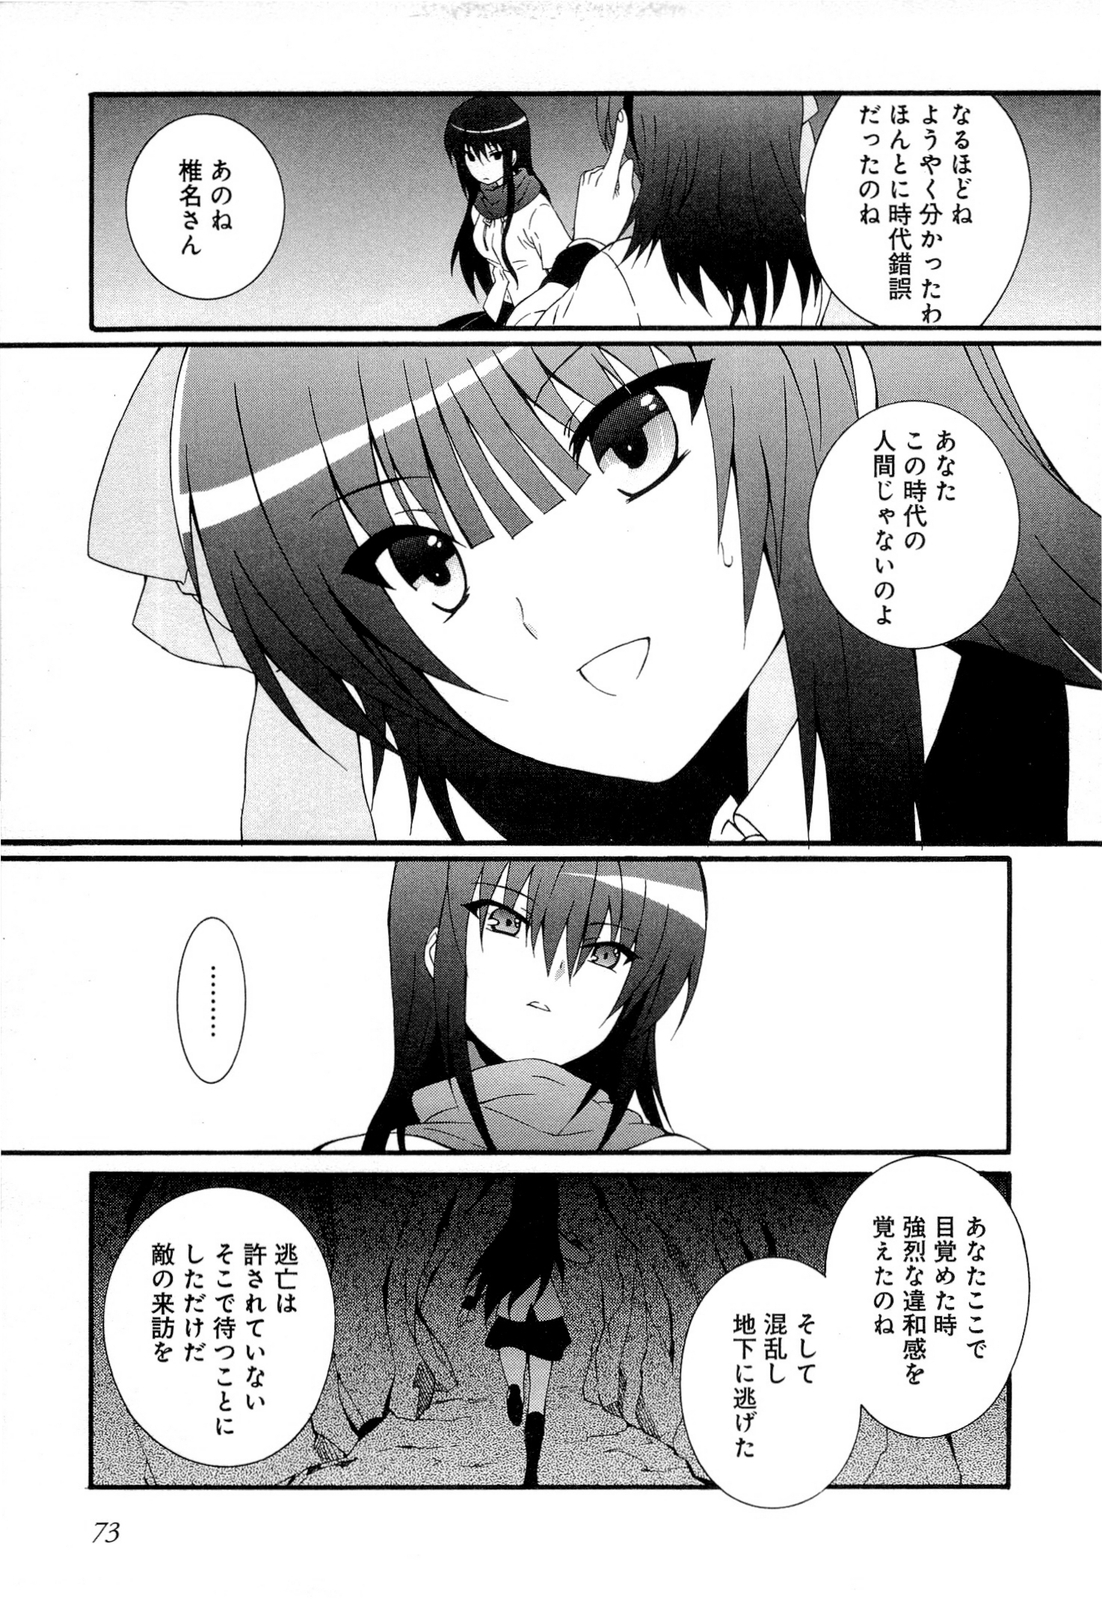 なるほどね
ようやく分かったわ
ほんとに時代錯誤
だったのね
あのね
椎名さん
あなた
この時代の
人間じゃないのよ
………
あなたここで
目覚めた時
強烈な違和感を
覚えたのね
そして
混乱し
地下に逃げた
逃亡は
許されていない
そこで待つことに
しただけだ
敵の来訪を
73